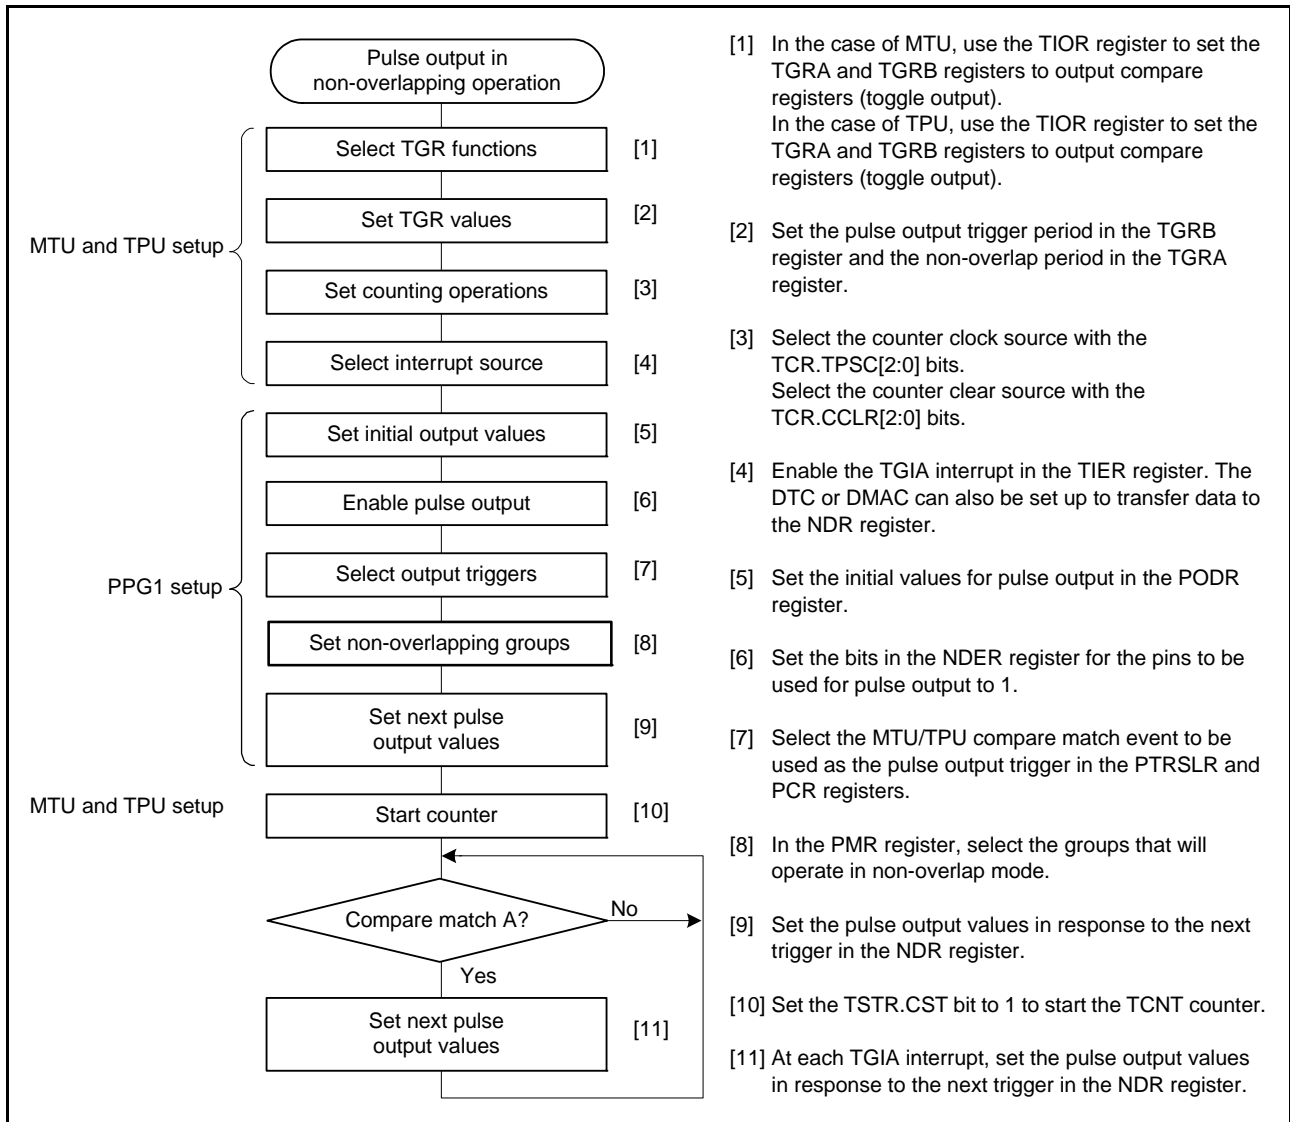 Pulse output in
non-overlapping operation
MTU and TPU setup
Select TGR functions [1]
Set TGR values [2]
Set counting operations [3]
Select interrupt source [4]
PPG1 setup
Set initial output values [5]
Enable pulse output [6]
Select output triggers [7]
Set non-overlapping groups [8]
Set next pulse
output values [9]
MTU and TPU setup
Start counter [10]
Compare match A?
No
Yes
Set next pulse
output values [11]
[1] In the case of MTU, use the TIOR register to set the
TGRA and TGRB registers to output compare
registers (toggle output).
In the case of TPU, use the TIOR register to set the
TGRA and TGRB registers to output compare
registers (toggle output).
[2] Set the pulse output trigger period in the TGRB
register and the non-overlap period in the TGRA
register.
[3] Select the counter clock source with the
TCR.TPSC[2:0] bits.
Select the counter clear source with the
TCR.CCLR[2:0] bits.
[4] Enable the TGIA interrupt in the TIER register. The
DTC or DMAC can also be set up to transfer data to
the NDR register.
[5] Set the initial values for pulse output in the PODR
register.
[6] Set the bits in the NDER register for the pins to be
used for pulse output to 1.
[7] Select the MTU/TPU compare match event to be
used as the pulse output trigger in the PTRSLR and
PCR registers.
[8] In the PMR register, select the groups that will
operate in non-overlap mode.
[9] Set the pulse output values in response to the next
trigger in the NDR register.
[10] Set the TSTR.CST bit to 1 to start the TCNT counter.
[11] At each TGIA interrupt, set the pulse output values
in response to the next trigger in the NDR register.